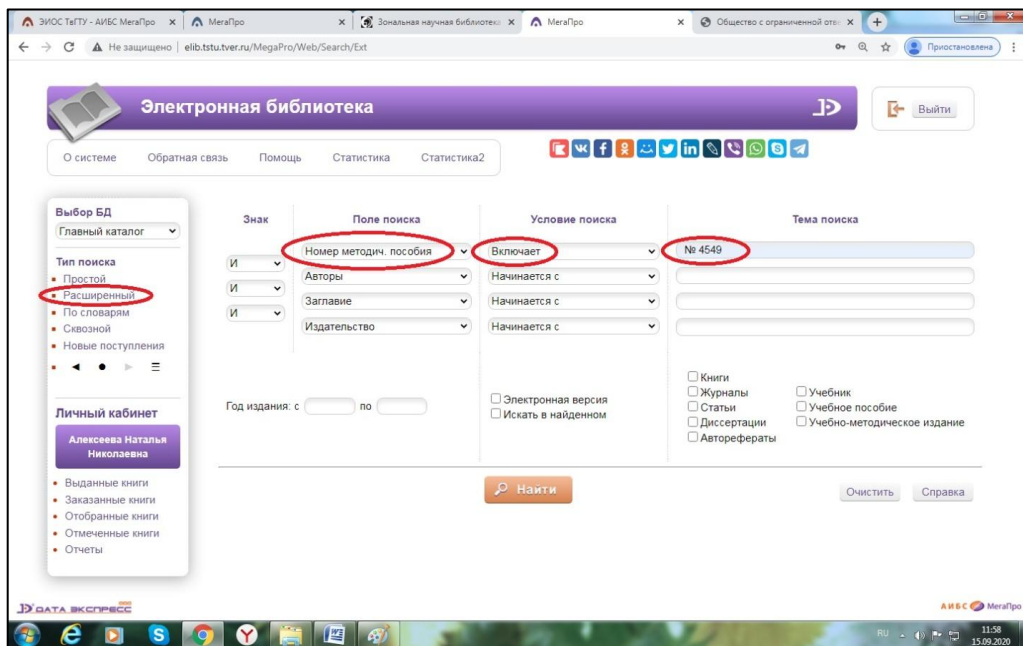 ЭИОС ТвГТУ - АИБС МегаПро
МегаПро
Зональная научная библиотек
МегаПро
Общество с ограниченной отв
Не защищено | elib.tstu.tver.ru/MegaPro/Web/Search/Ext
Приостановлена
Электронная библиотека
Выйти
О системе Обратная связь Помощь Статистика Статистика2
Выбор БД
Главный каталог
Тип поиска
Простой
Расширенный
По словарям
Сквозной
Новые поступления
Личный кабинет
Алексеева Наталья
Николаевна
Выданные книги
Заказанные книги
Отобранные книги
Отмеченные книги
Отчеты
Знак Поле поиска Условие поиска Тема поиска
Номер методич. пособия Включает № 4549
И Авторы Начинается с
И Заглавие Начинается с
И Издательство Начинается с
Год издания: с по
Электронная версия
Искать в найденном
Книги
Журналы
Статьи
Диссертации
Авторефераты
Учебник
Учебное пособие
Учебно-методическое издание
Найти
Очистить Справка
ДАТА ЭКСПРЕСС
АИБС МегаПро
RU
11:58
15.09.2020